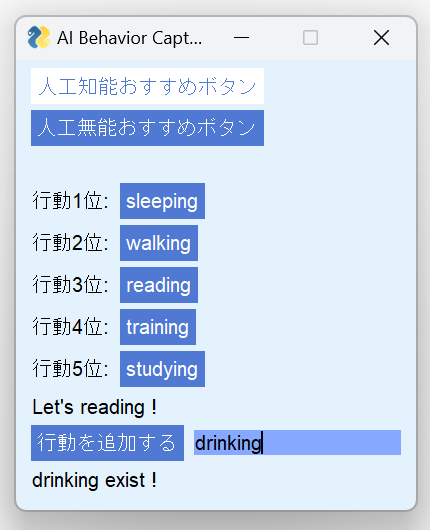 AI Behavior Capt...
人工知能おすすめボタン
人工無能おすすめボタン
行動1位: sleeping
行動2位: walking
行動3位: reading
行動4位: training
行動5位: studying
Let's reading !
行動を追加する drinking
drinking exist !